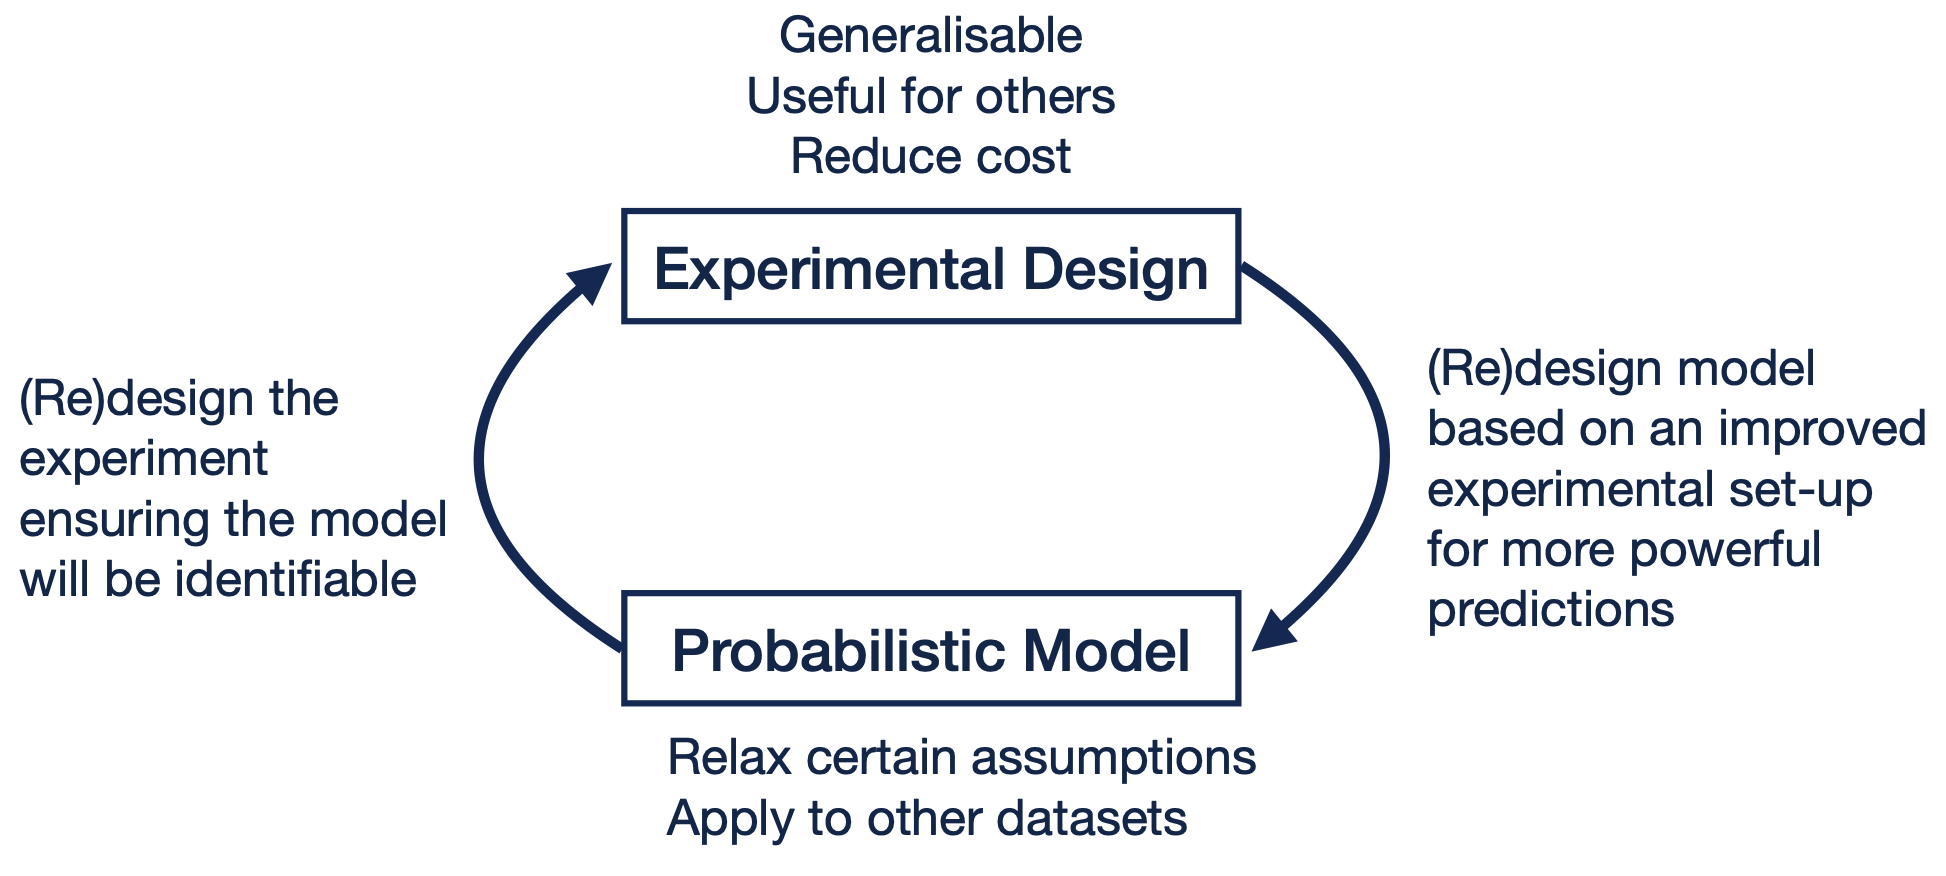 Generalisable
Useful for others
Reduce cost
Experimental Design
(Re)design the
experiment
ensuring the model
will be identifiable
(Re)design model
based on an improved
experimental set-up
for more powerful
predictions
Probabilistic Model
Relax certain assumptions
Apply to other datasets